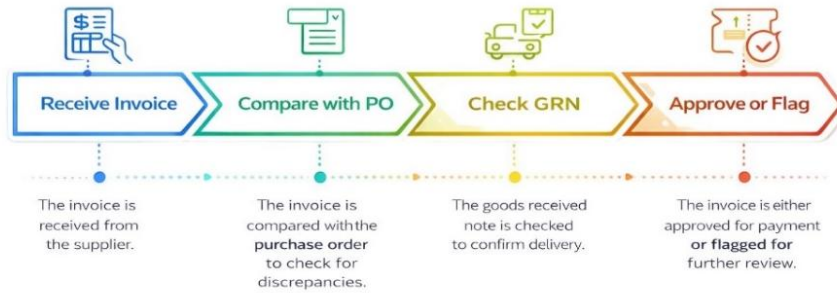 Receive Invoice
Compare with PO
Check GRN
Approve or Flag
The invoice is
received from
the supplier.
The invoice is
compared with the
purchase order
to check for
discrepancies.
The goods received
note is checked
to confirm delivery.
The invoice is either
approved for payment
or flagged for
further review.